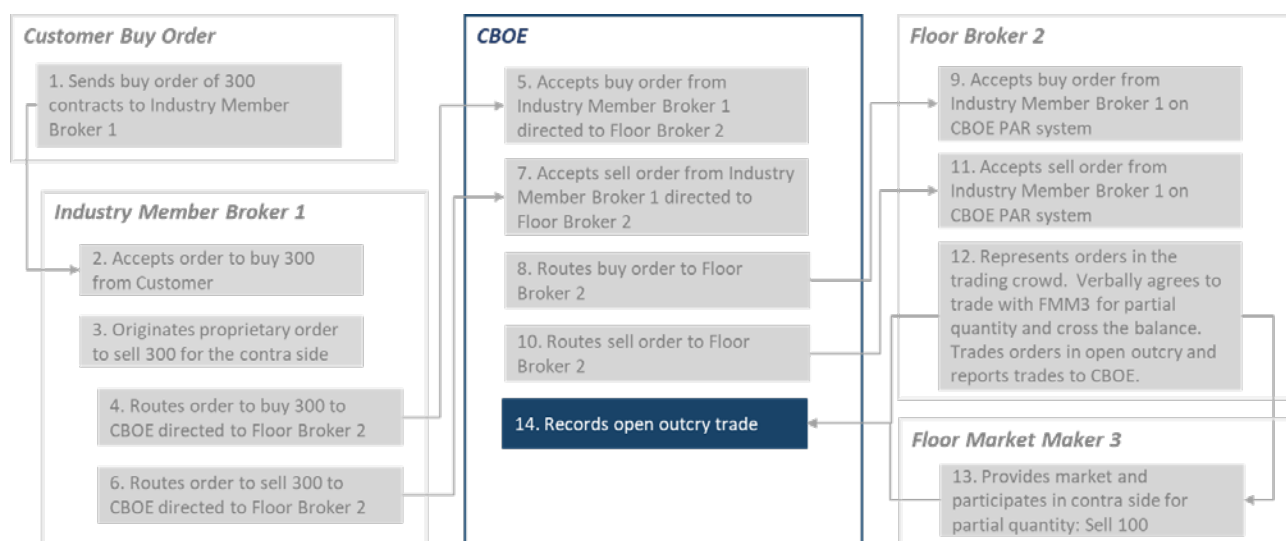 Customer Buy Order
1. Sends buy order of 300
contracts to Industry Member
Broker 1
Industry Member Broker 1
2. Accepts order to buy 300
from Customer
3. Originates proprietary order
to sell 300 for the contra side
4. Routes order to buy 300 to
CBOE directed to Floor Broker 2
6. Routes order to sell 300 to
CBOE directed to Floor Broker 2
CBOE
5. Accepts buy order from
Industry Member Broker 1
directed to Floor Broker 2
7. Accepts sell order from Industry
Member Broker 1 directed to
Floor Broker 2
8. Routes buy order to Floor
Broker 2
10. Routes sell order to Floor
Broker 2
14. Records open outcry trade
Floor Broker 2
9. Accepts buy order from
Industry Member Broker 1 on
CBOE PAR system
11. Accepts sell order from
Industry Member Broker 1 on
CBOE PAR system
12. Represents orders in the
trading crowd.  Verbally agrees to
trade with FMM3 for partial
quantity and cross the balance.
Trades orders in open outcry and
reports trades to CBOE.
Floor Market Maker 3
13. Provides market and
participates in contra side for
partial quantity: Sell 100